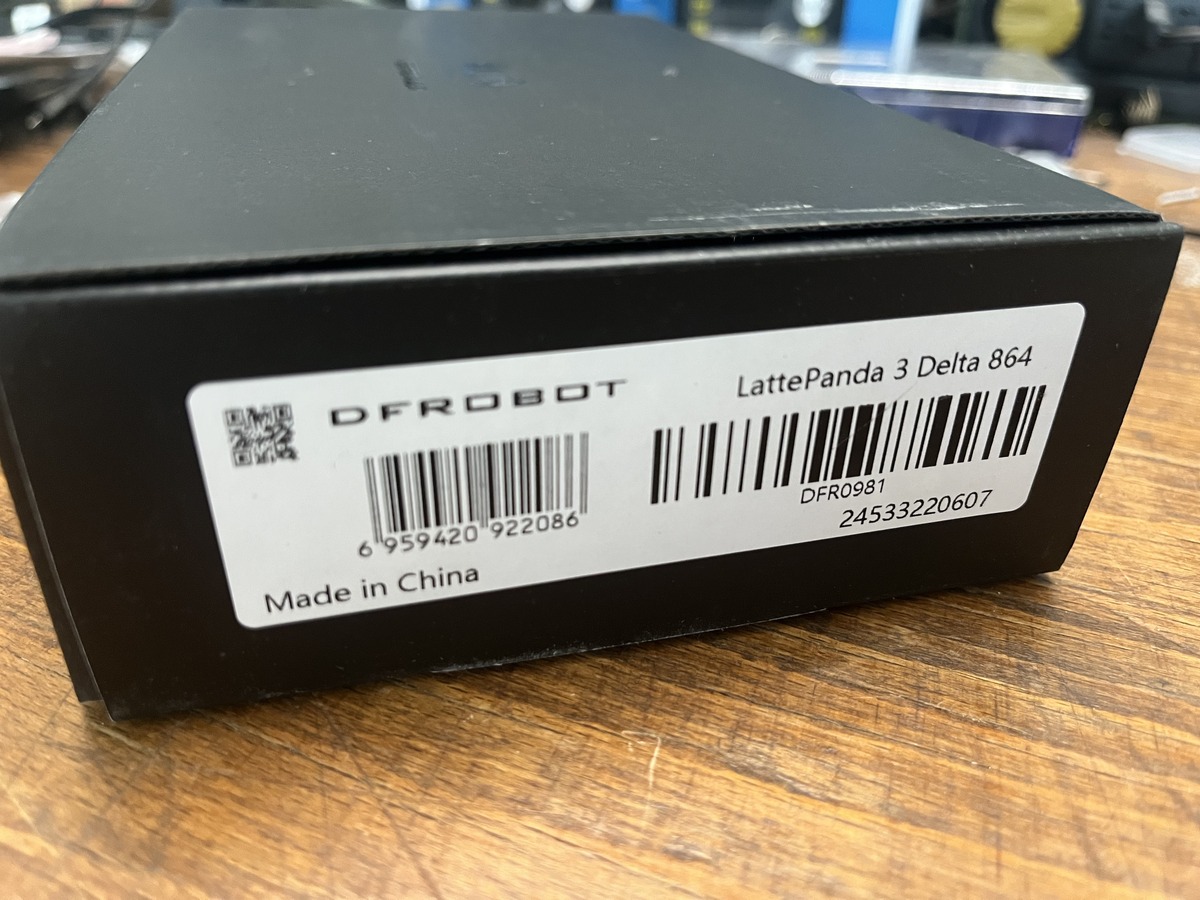 DFROBOT
LattePanda 3 Delta 864
6 959420 922086
DFR0981
24533220607
Made in China